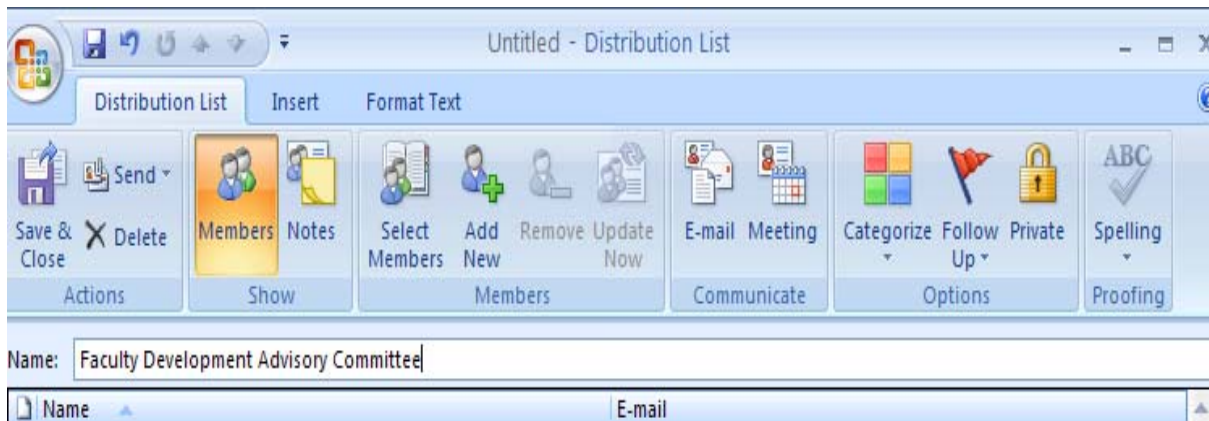 Untitled - Distribution List
Distribution List Insert Format Text
Send
ABC
Save & Close Delete Members Notes Select Members Add New Remove Update Now E-mail Meeting Categorize Follow Up Private Spelling
Actions Show Members Communicate Options Proofing
Name: Faculty Development Advisory Committee
Name E-mail